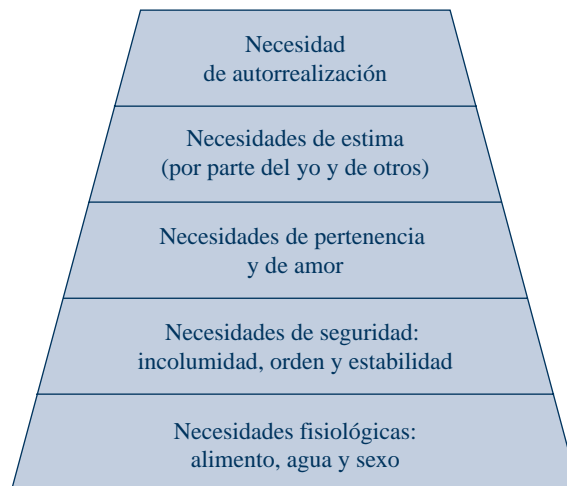 Necesidad
de autorrealización
Necesidades de estima
(por parte del yo y de otros)
Necesidades de pertenencia
y de amor
Necesidades de seguridad:
incolumidad, orden y estabilidad
Necesidades fisiológicas:
alimento, agua y sexo